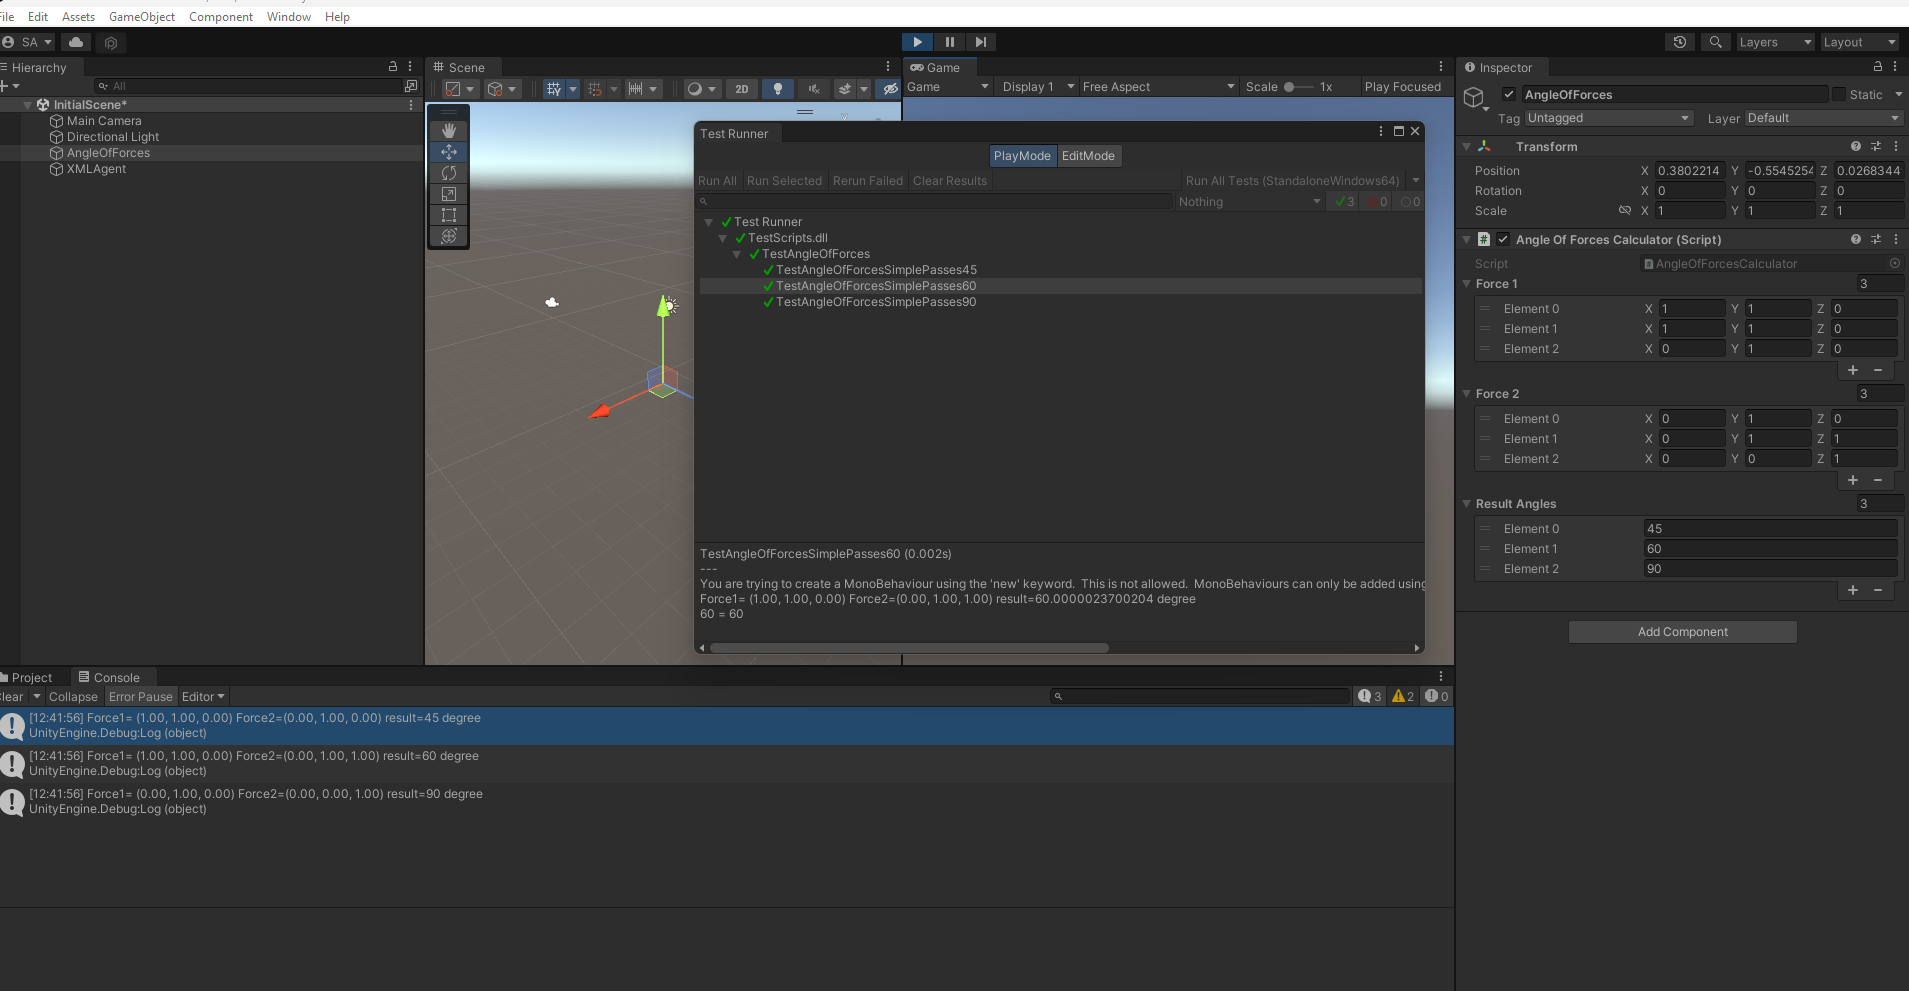 File Edit Assets GameObject Component Window Help
SA Layers Layout
Hierarchy
All
InitialScene*
Main Camera
Directional Light
AngleOfForces
XMLAgent
Scene
2D
Game
Game Display 1 Free Aspect Scale 1x Play Focused
Test Runner
PlayMode EditMode
Run All Run Selected Rerun Failed Clear Results Run All Tests (StandaloneWindows64)
Nothing 3 0 0
Test Runner
TestScripts.dll
TestAngleOfForces
TestAngleOfForcesSimplePasses45
TestAngleOfForcesSimplePasses60
TestAngleOfForcesSimplePasses90
TestAngleOfForcesSimplePasses60 (0.002s)
---
You are trying to create a MonoBehaviour using the 'new' keyword. This is not allowed. MonoBehaviours can only be added using
Force1= (1.00, 1.00, 0.00) Force2=(0.00, 1.00, 1.00) result=60.0000023700204 degree
60 = 60
Inspector
AngleOfForces Static
Tag Untagged Layer Default
Transform
Position X 0.3802214 Y -0.5545254 Z 0.0268344
Rotation X 0 Y 0 Z 0
Scale X 1 Y 1 Z 1
# Angle Of Forces Calculator (Script)
Script AngleOfForcesCalculator
Force 1 3
Element 0 X 1 Y 1 Z 0
Element 1 X 1 Y 1 Z 0
Element 2 X 0 Y 1 Z 0
+ −
Force 2 3
Element 0 X 0 Y 1 Z 0
Element 1 X 0 Y 1 Z 1
Element 2 X 0 Y 0 Z 1
+ −
Result Angles 3
Element 0 45
Element 1 60
Element 2 90
+ −
Add Component
Project Console
Clear Collapse Error Pause Editor 3 2 0
[12:41:56] Force1= (1.00, 1.00, 0.00) Force2=(0.00, 1.00, 0.00) result=45 degree
UnityEngine.Debug:Log (object)
[12:41:56] Force1= (1.00, 1.00, 0.00) Force2=(0.00, 1.00, 1.00) result=60 degree
UnityEngine.Debug:Log (object)
[12:41:56] Force1= (0.00, 1.00, 0.00) Force2=(0.00, 0.00, 1.00) result=90 degree
UnityEngine.Debug:Log (object)